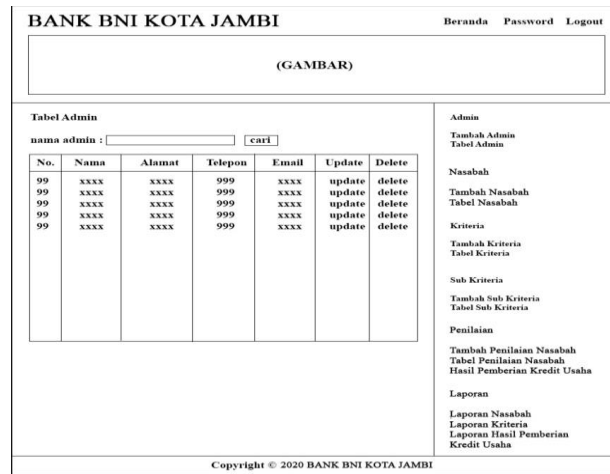 BANK BNI KOTA JAMBI
Beranda Password Logout
(GAMBAR)
Tabel Admin
nama admin : cari
No. Nama Alamat Telepon Email Update Delete
99 xxxx xxxx 999 xxxx update delete
99 xxxx xxxx 999 xxxx update delete
99 xxxx xxxx 999 xxxx update delete
99 xxxx xxxx 999 xxxx update delete
99 xxxx xxxx 999 xxxx update delete
Admin
Tambah Admin
Tabel Admin
Nasabah
Tambah Nasabah
Tabel Nasabah
Kriteria
Tambah Kriteria
Tabel Kriteria
Sub Kriteria
Tambah Sub Kriteria
Tabel Sub Kriteria
Penilaian
Tambah Penilaian Nasabah
Tabel Penilaian Nasabah
Hasil Pemberian Kredit Usaha
Laporan
Laporan Nasabah
Laporan Kriteria
Laporan Hasil Pemberian
Kredit Usaha
Copyright © 2020 BANK BNI KOTA JAMBI